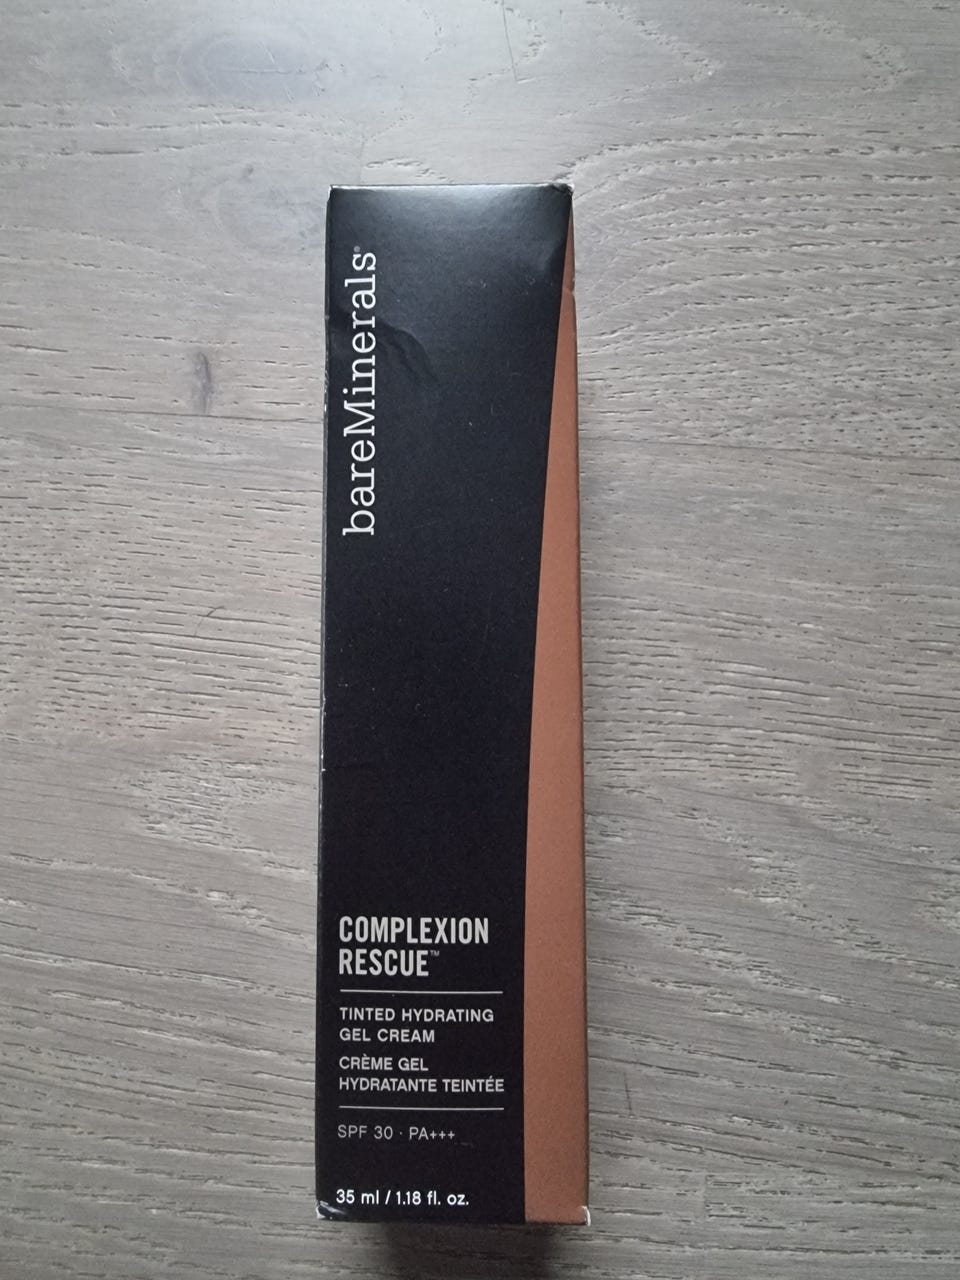 bareMinerals®
COMPLEXION
RESCUE™
TINTED HYDRATING
GEL CREAM
CRÈME GEL
HYDRATANTE TEINTÉE
SPF 30 · PA+++
35 ml / 1.18 fl. oz.